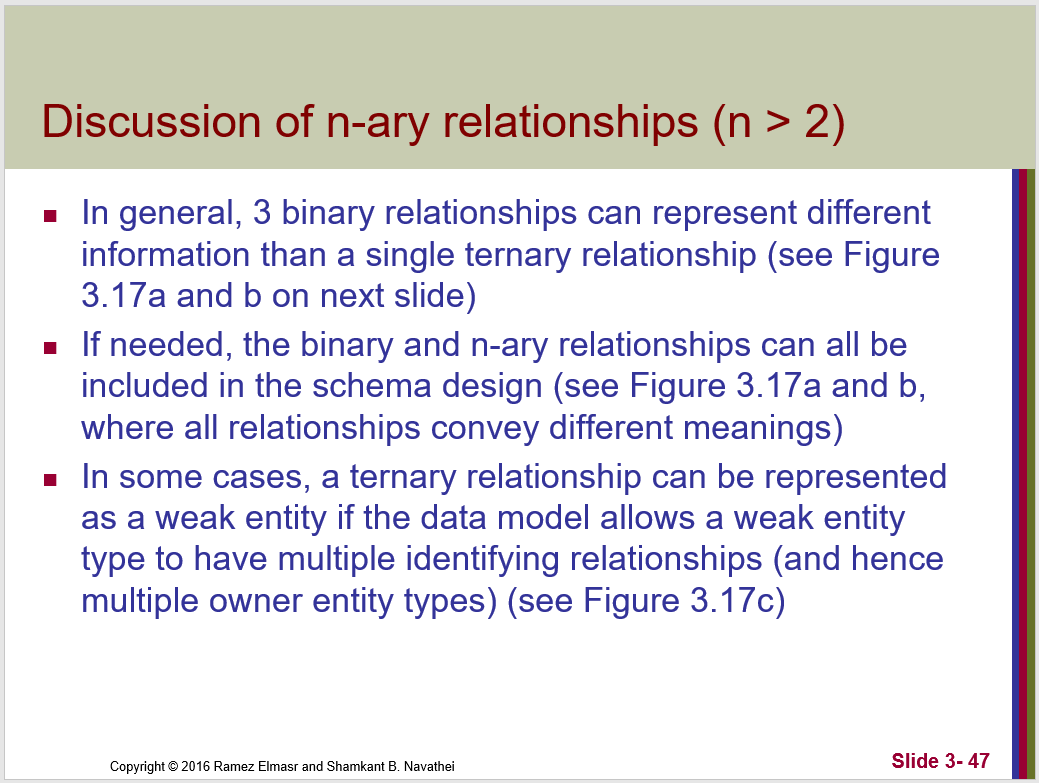 Discussion of n-ary relationships (n > 2)
In general, 3 binary relationships can represent different
information than a single ternary relationship (see Figure
3.17a and b on next slide)
If needed, the binary and n-ary relationships can all be
included in the schema design (see Figure 3.17a and b,
where all relationships convey different meanings)
In some cases, a ternary relationship can be represented
as a weak entity if the data model allows a weak entity
type to have multiple identifying relationships (and hence
multiple owner entity types) (see Figure 3.17c)
Copyright © 2016 Ramez Elmasr and Shamkant B. Navathei
Slide 3- 47